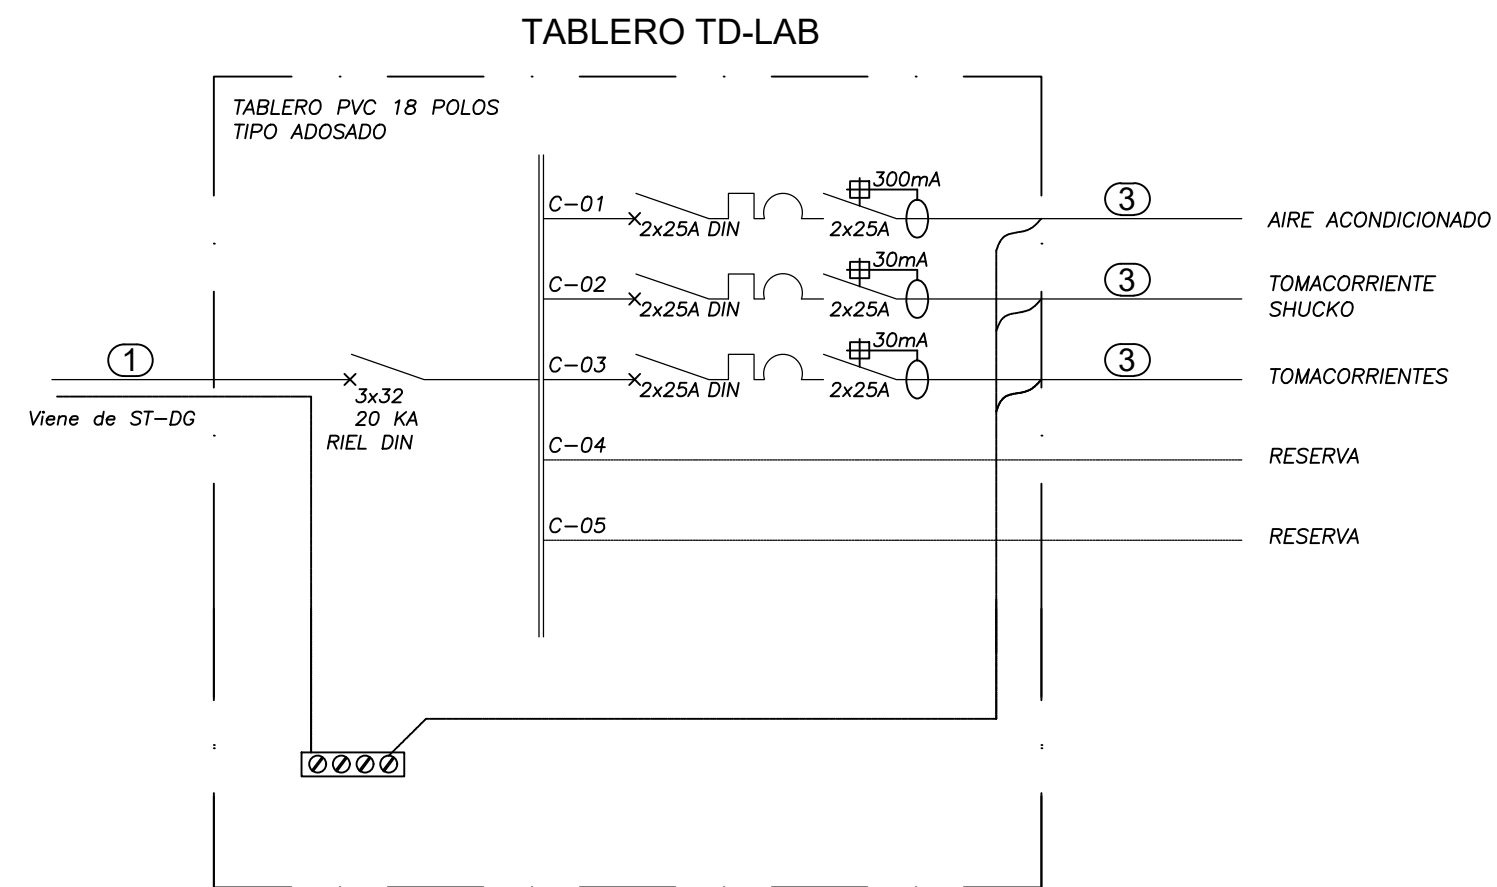 TABLERO TD-LAB
TABLERO PVC 18 POLOS
TIPO ADOSADO
C-01
2x25A DIN
300mA
2x25A
3
AIRE ACONDICIONADO
C-02
2x25A DIN
30mA
2x25A
3
TOMACORRIENTE
SHUCKO
C-03
2x25A DIN
30mA
2x25A
3
TOMACORRIENTES
1
Viene de ST-DG
3x32
20 KA
RIEL DIN
C-04
RESERVA
C-05
RESERVA